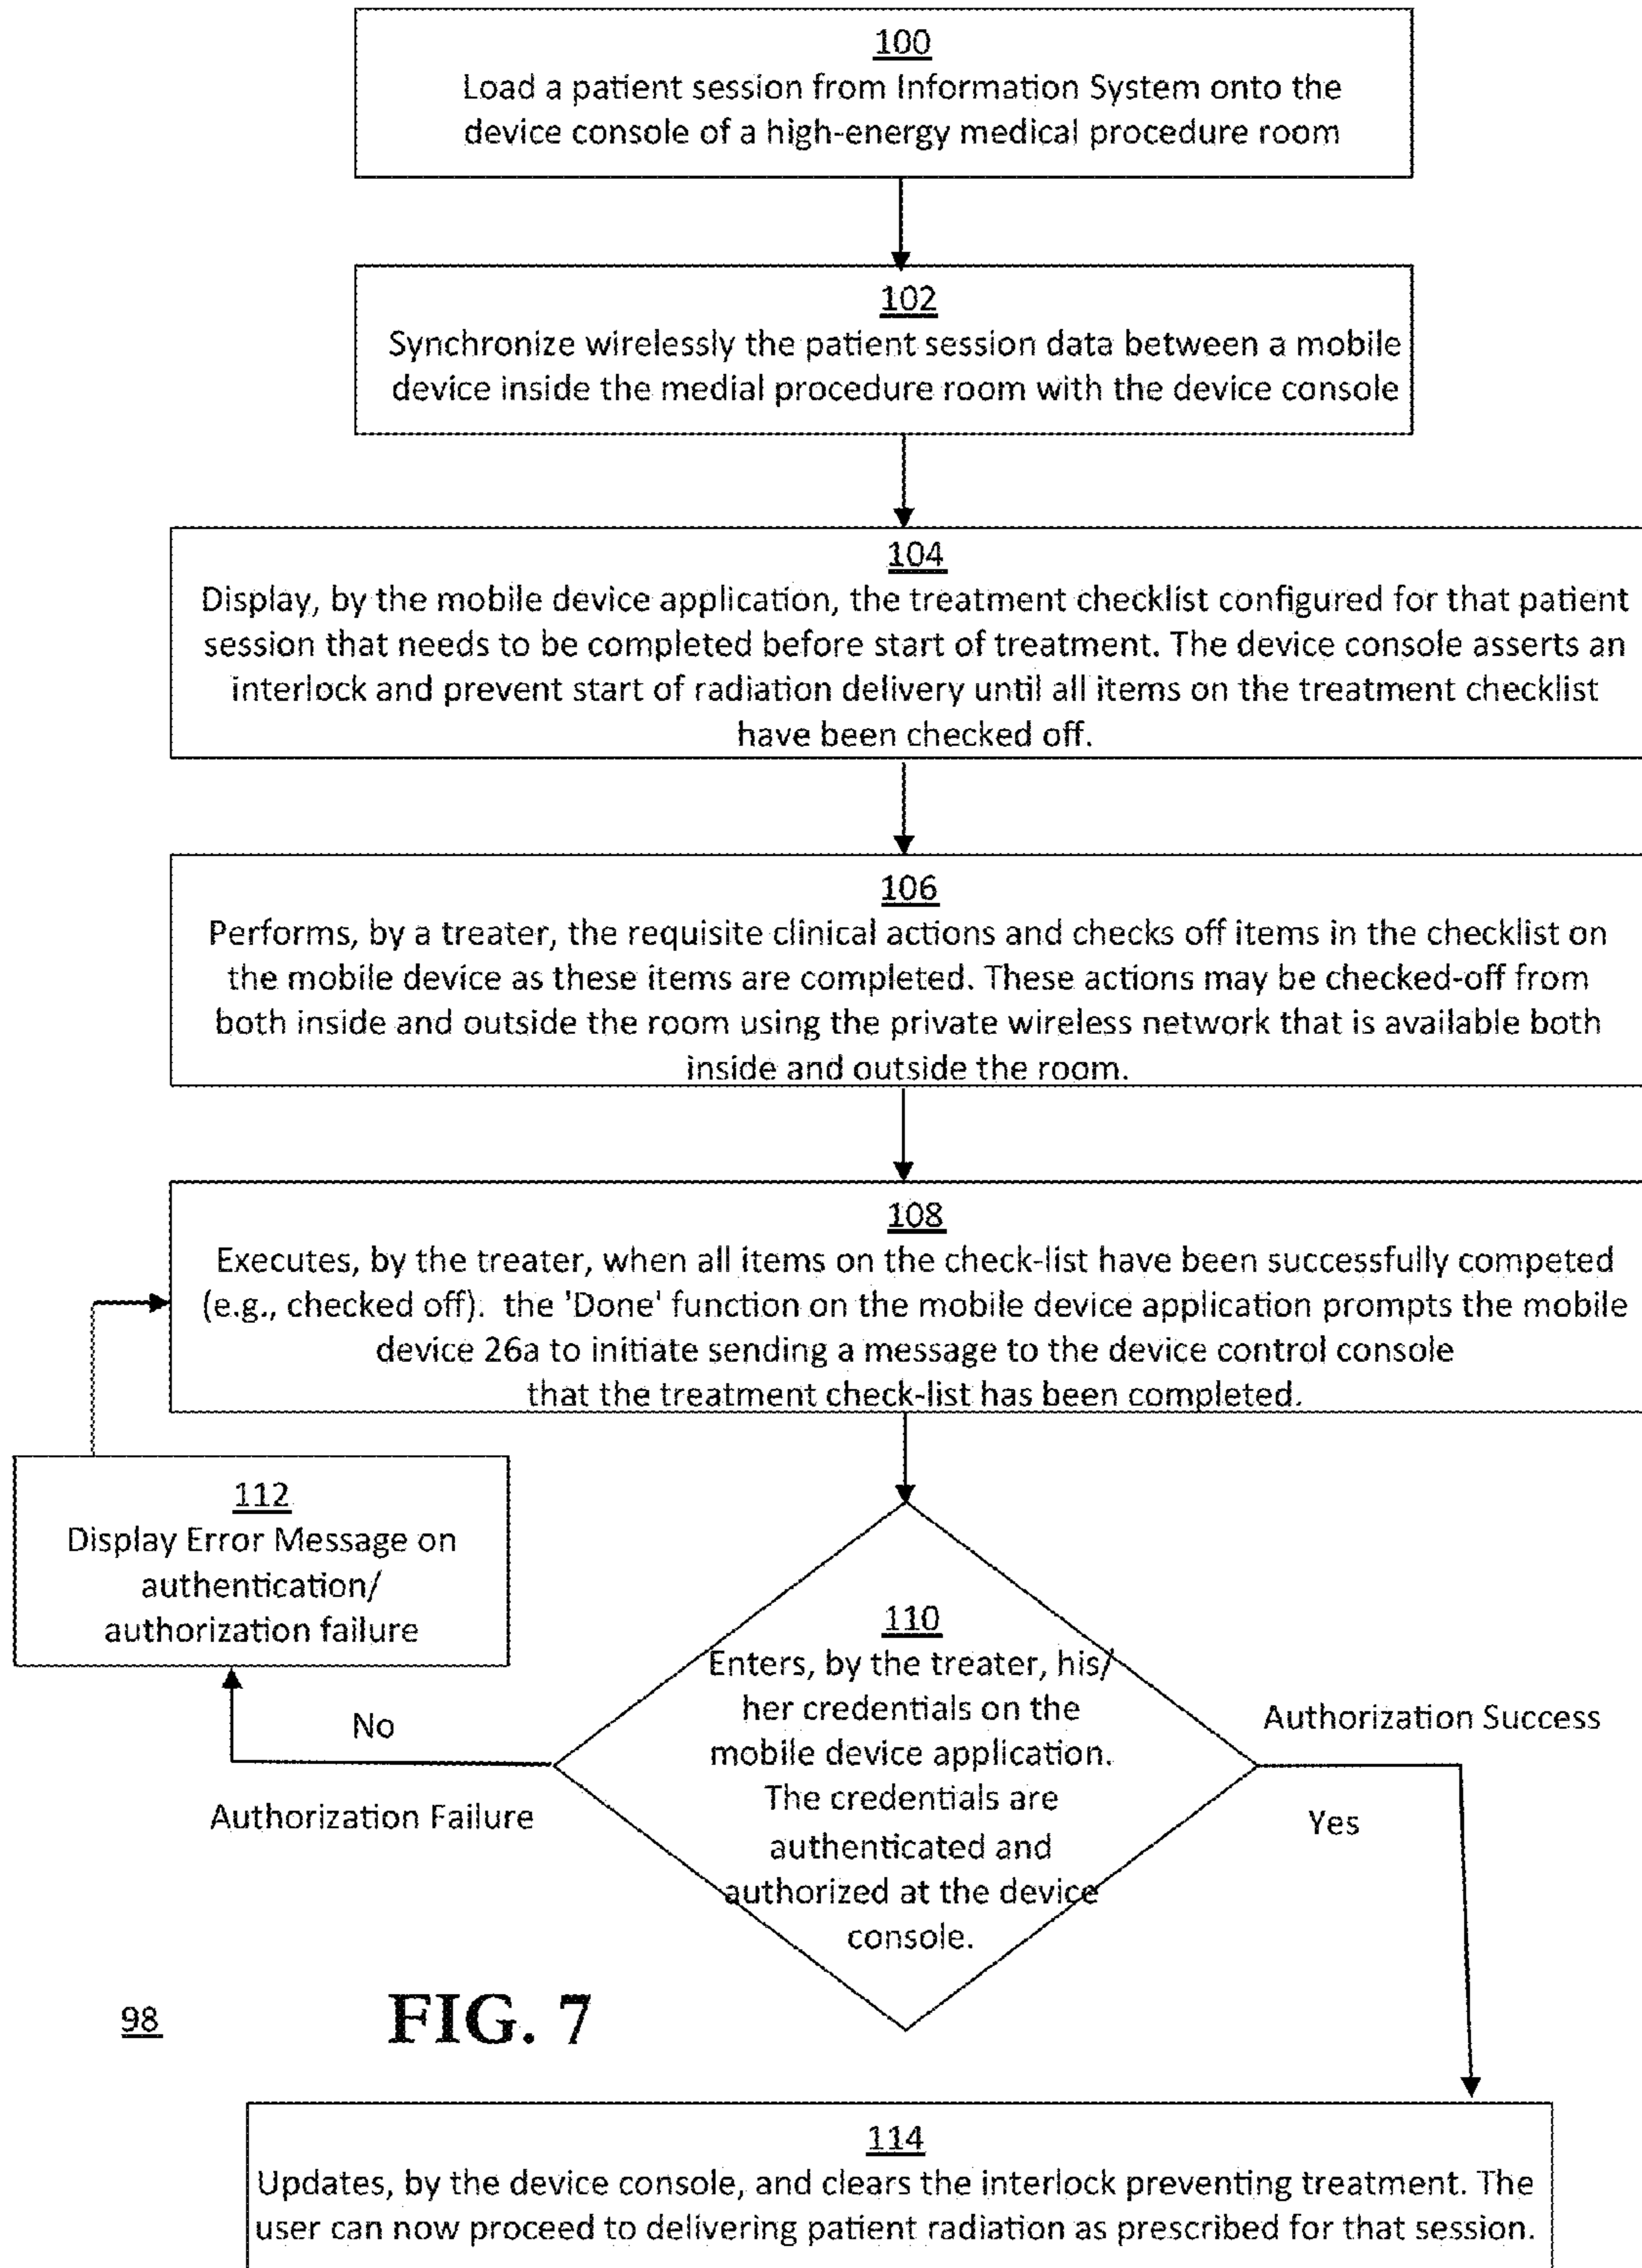 100
Load a patient session from Information System onto the
device console of a high-energy medical procedure room
102
Synchronize wirelessly the patient session data between a mobile
device inside the medial procedure room with the device console
104
Display, by the mobile device application, the treatment checklist configured for that patient
session that needs to be completed before start of treatment. The device console asserts an
interlock and prevent start of radiation delivery until all items on the treatment checklist
have been checked off.
106
Performs, by a treater, the requisite clinical actions and checks off items in the checklist on
the mobile device as these items are completed. These actions may be checked-off from
both inside and outside the room using the private wireless network that is available both
inside and outside the room.
108
Executes, by the treater, when all items on the check-list have been successfully competed
(e.g., checked off).  the 'Done' function on the mobile device application prompts the mobile
device 26a to initiate sending a message to the device control console
that the treatment check-list has been completed.
112
Display Error Message on
authentication/
authorization failure
110
Enters, by the treater, his/
her credentials on the
mobile device application.
The credentials are
authenticated and
authorized at the device
console.
No
Authorization Failure
Authorization Success
Yes
98
FIG. 7
114
Updates, by the device console, and clears the interlock preventing treatment. The
user can now proceed to delivering patient radiation as prescribed for that session.